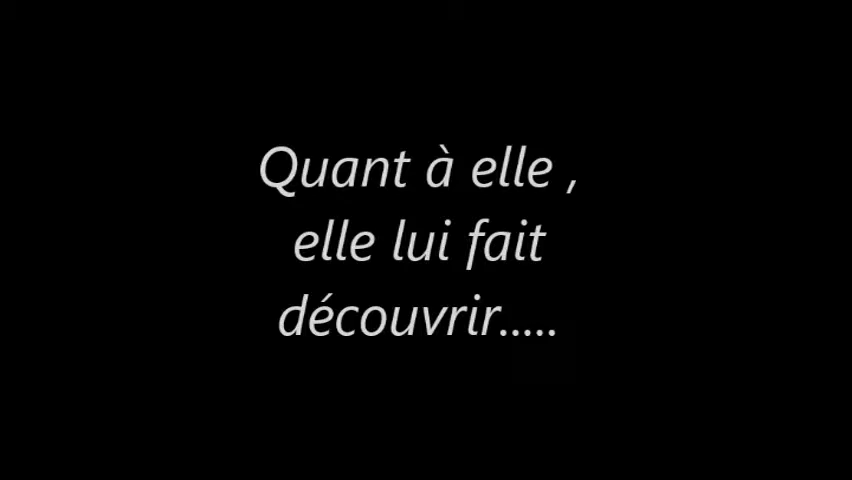 Quant à elle ,
elle lui fait
découvrir.....